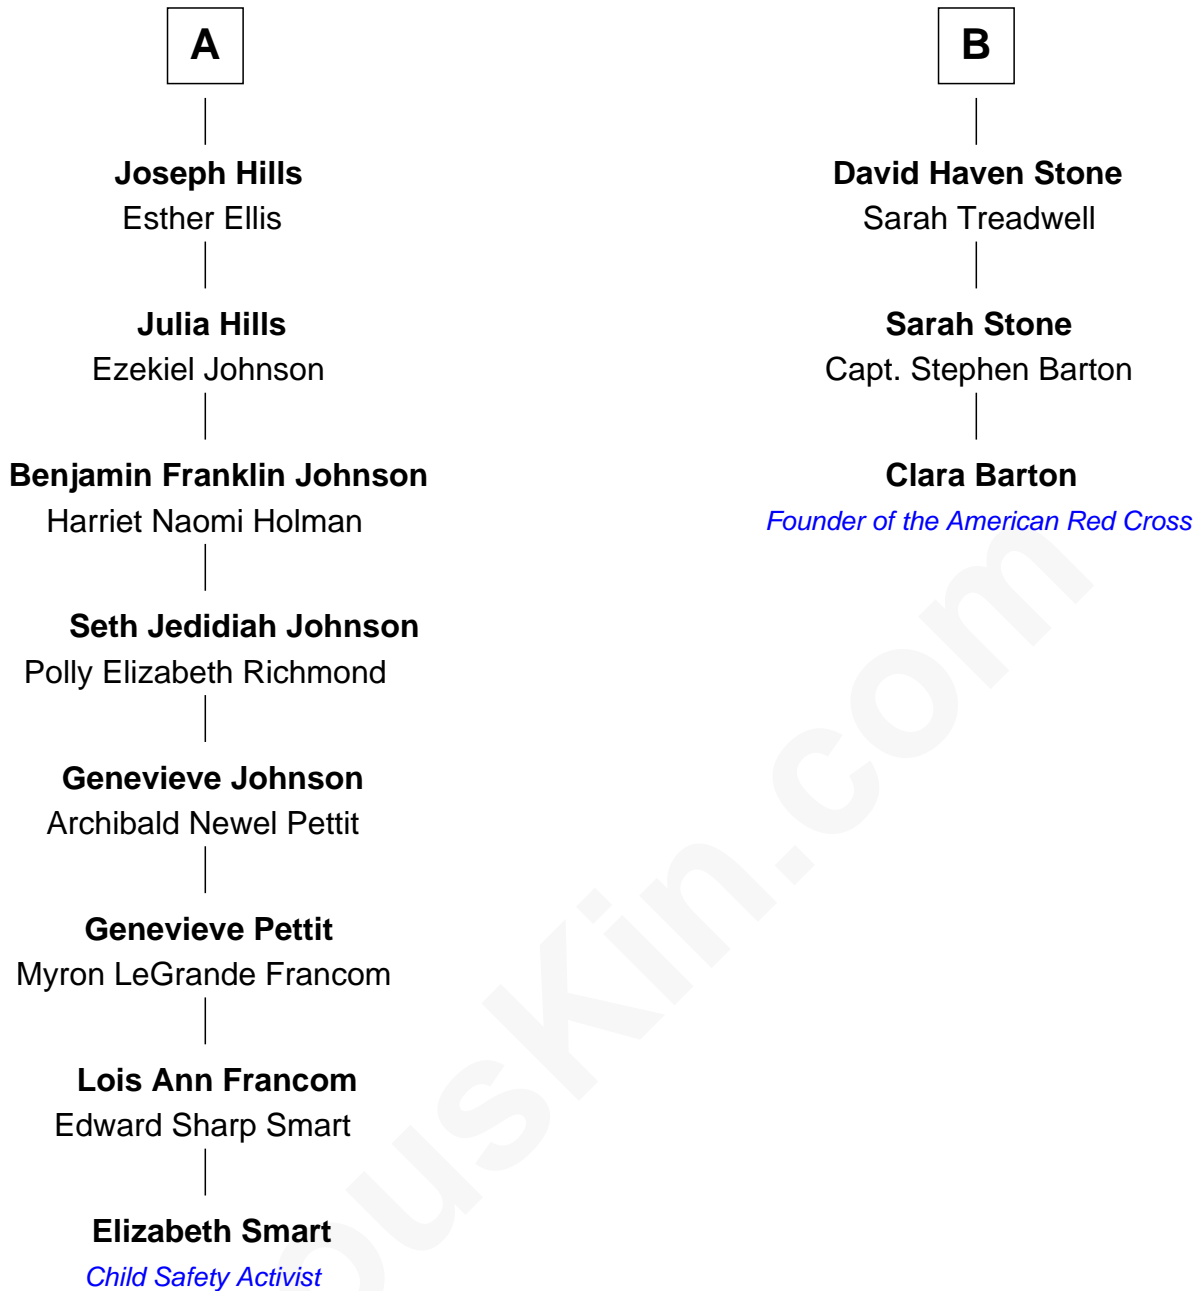 A
Joseph Hills
Esther Ellis
Julia Hills
Ezekiel Johnson
Benjamin Franklin Johnson
Harriet Naomi Holman
Seth Jedidiah Johnson
Polly Elizabeth Richmond
Genevieve Johnson
Archibald Newel Pettit
Genevieve Pettit
Myron LeGrande Francom
Lois Ann Francom
Edward Sharp Smart
Elizabeth Smart
Child Safety Activist
B
David Haven Stone
Sarah Treadwell
Sarah Stone
Capt. Stephen Barton
Clara Barton
Founder of the American Red Cross
ousKin.com